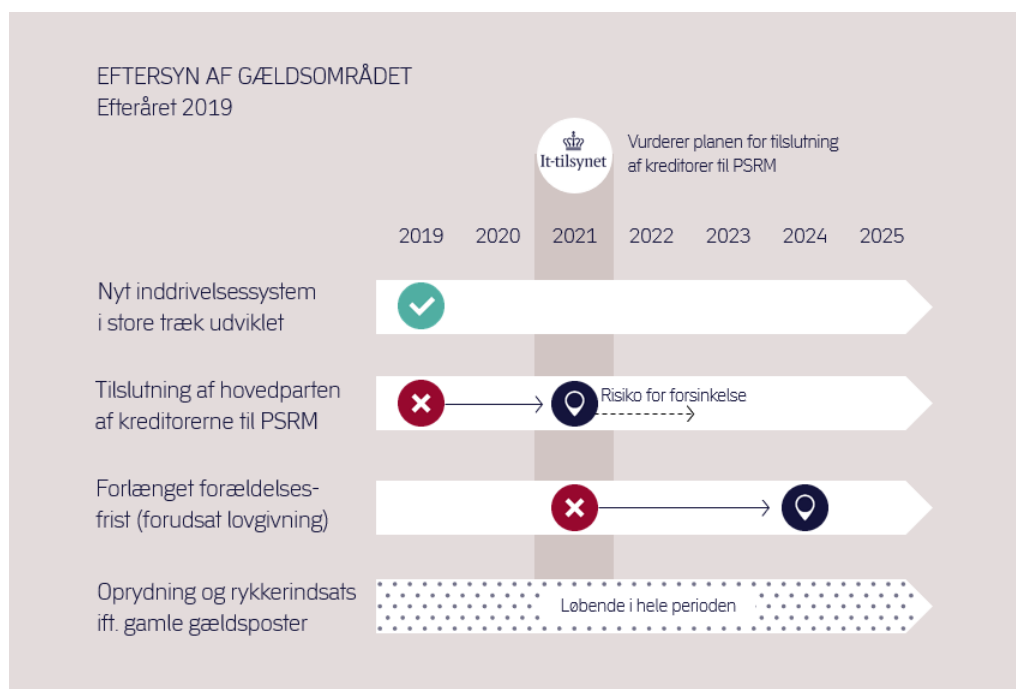 EFTERSYN AF GÆLDSOMRÅDET
Efteråret 2019
It-tilsynet
Vurderer planen for tilslutning
af kreditorer til PSRM
2019 2020 2021 2022 2023 2024 2025
Nyt inddrivelsessystem
i store træk udviklet
Tilslutning af hovedparten
af kreditorerne til PSRM
Risiko for forsinkelse
Forlænget forældelses-
frist (forudsat lovgivning)
Oprydning og rykkerindsats
ift. gamle gældsposter
Løbende i hele perioden